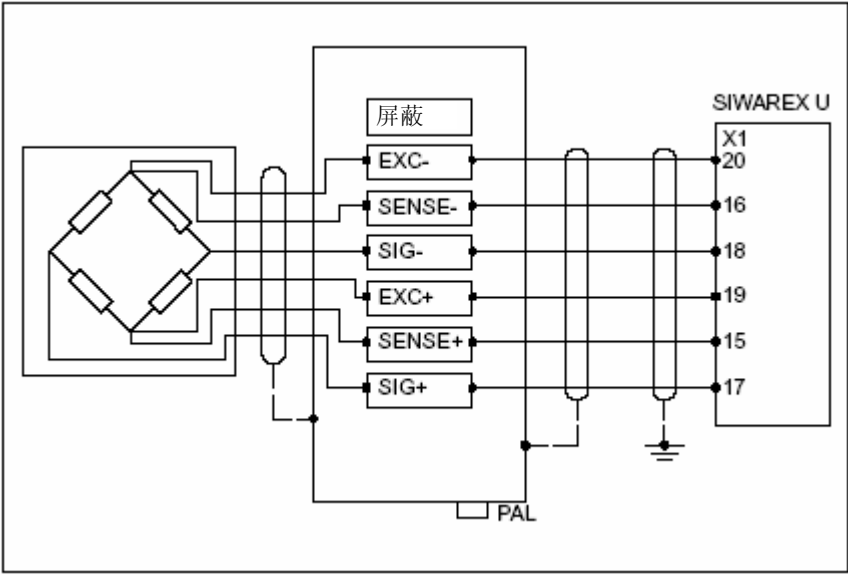 屏蔽
SIWAREX U
X1
EXC-
20
SENSE-
16
SIG-
18
EXC+
19
SENSE+
15
SIG+
17
PAL